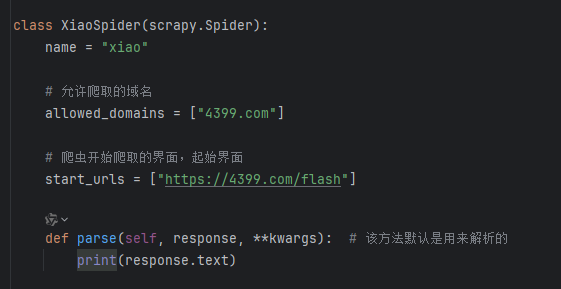 class XiaoSpider(scrapy.Spider):
name = "xiao"
# 允许爬取的域名
allowed_domains = ["4399.com"]
# 爬虫开始爬取的界面，起始界面
start_urls = ["https://4399.com/flash"]
def parse(self, response, **kwargs):  # 该方法默认是用来解析的
print(response.text)